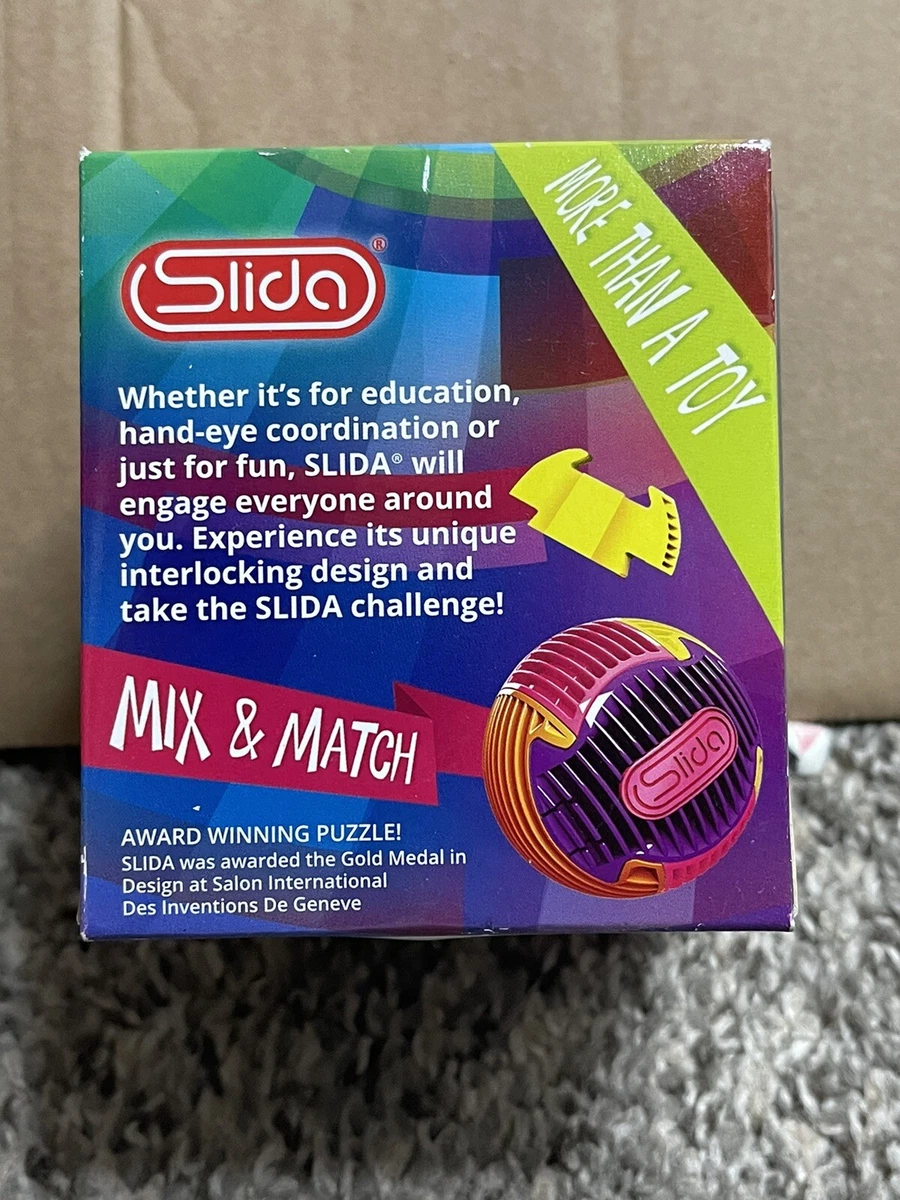 MORE THAN A TOY
Slida®
Whether it's for education,
hand-eye coordination or
just for fun, SLIDA® will
engage everyone around
you. Experience its unique
interlocking design and
take the SLIDA challenge!
MIX & MATCH
Slida
AWARD WINNING PUZZLE!
SLIDA was awarded the Gold Medal in
Design at Salon International
Des Inventions De Geneve